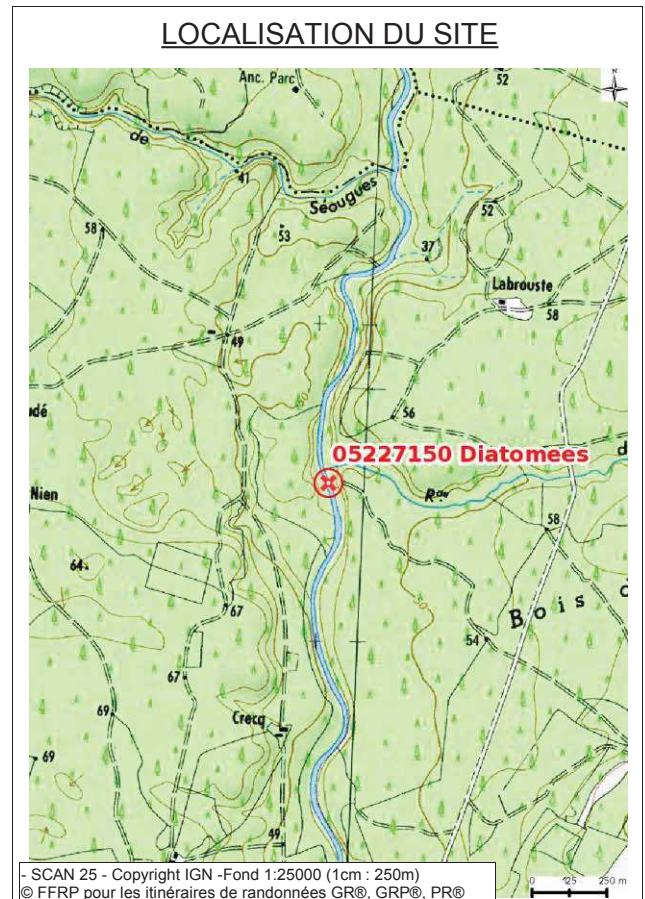 LOCALISATION DU SITE
Anc. Parc
52
N
de
41
Séougues
52
58
53
37
Labrouste
58
49
50
56
udé
05227150 Diatomees
d
Rau
Nien
58
64
67
Bois d
54
67
69
Crecq
69
49
- SCAN 25 - Copyright IGN -Fond 1:25000 (1cm : 250m)
© FFRP pour les itinéraires de randonnées GR®, GRP®, PR®
0 125 250 m